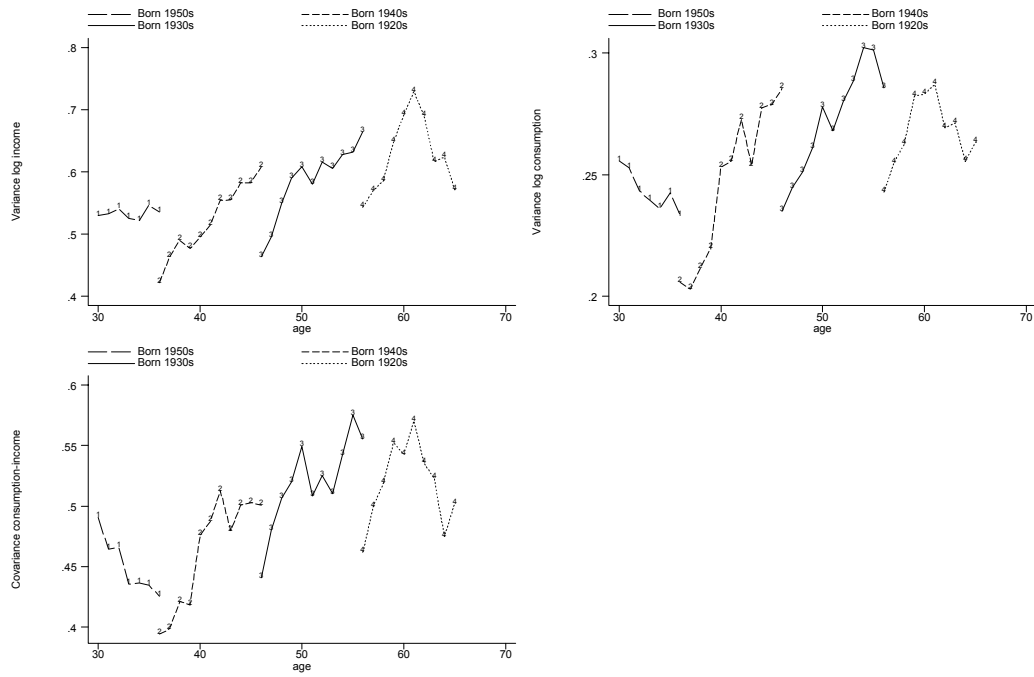 Born 1950s Born 1940s
Born 1930s Born 1920s
.8
.7
.6
.5
.4
Variance log income
30 40 50 60 70
age
Born 1950s Born 1940s
Born 1930s Born 1920s
.3
.25
.2
Variance log consumption
30 40 50 60 70
age
Born 1950s Born 1940s
Born 1930s Born 1920s
.6
.55
.5
.45
.4
Covariance consumption-income
30 40 50 60 70
age